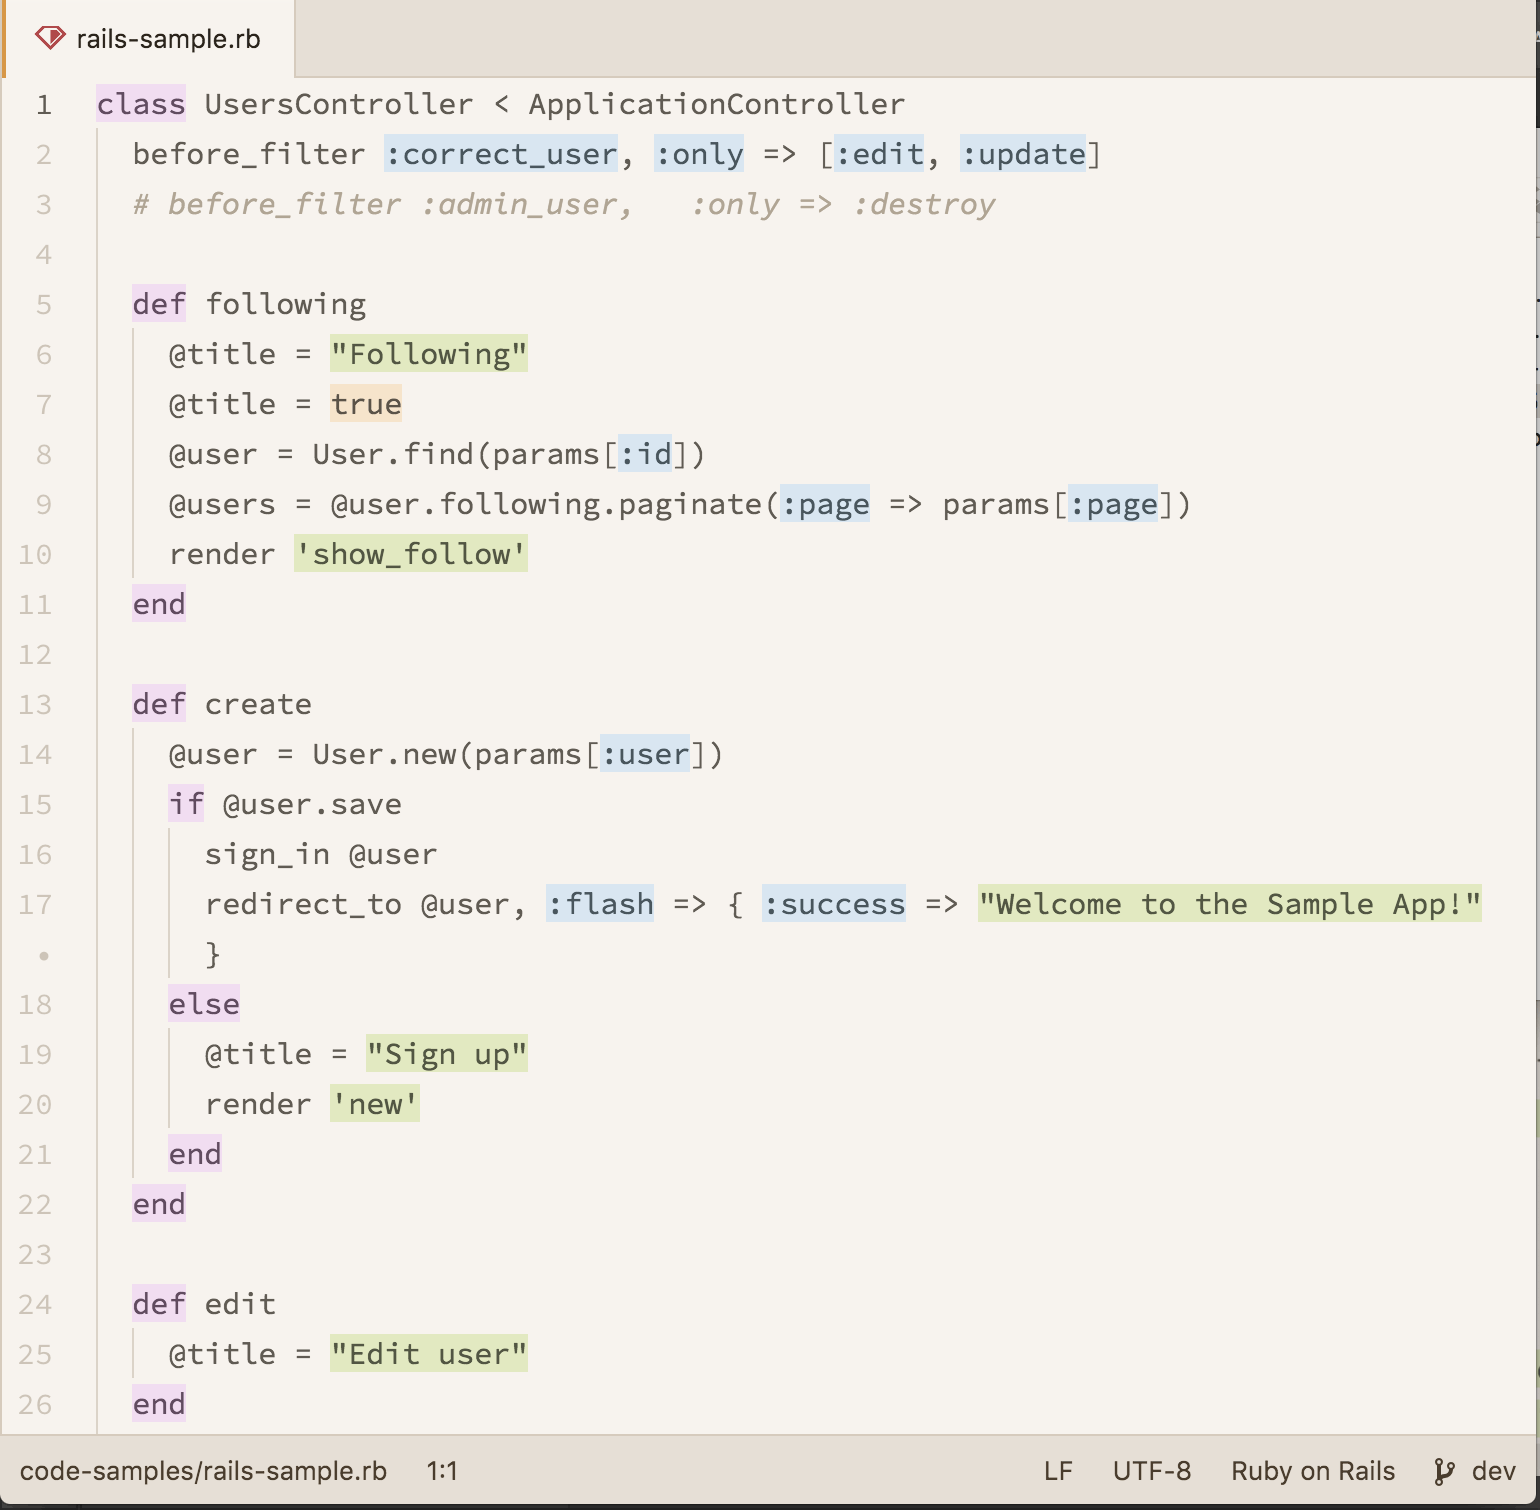 rails-sample.rb
1 class UsersController < ApplicationController
2   before_filter :correct_user, :only => [:edit, :update]
3   # before_filter :admin_user,   :only => :destroy
4
5   def following
6     @title = "Following"
7     @title = true
8     @user = User.find(params[:id])
9     @users = @user.following.paginate(:page => params[:page])
10     render 'show_follow'
11   end
12
13   def create
14     @user = User.new(params[:user])
15     if @user.save
16       sign_in @user
17       redirect_to @user, :flash => { :success => "Welcome to the Sample App!"
•       }
18     else
19       @title = "Sign up"
20       render 'new'
21     end
22   end
23
24   def edit
25     @title = "Edit user"
26   end
code-samples/rails-sample.rb 1:1 LF UTF-8 Ruby on Rails dev